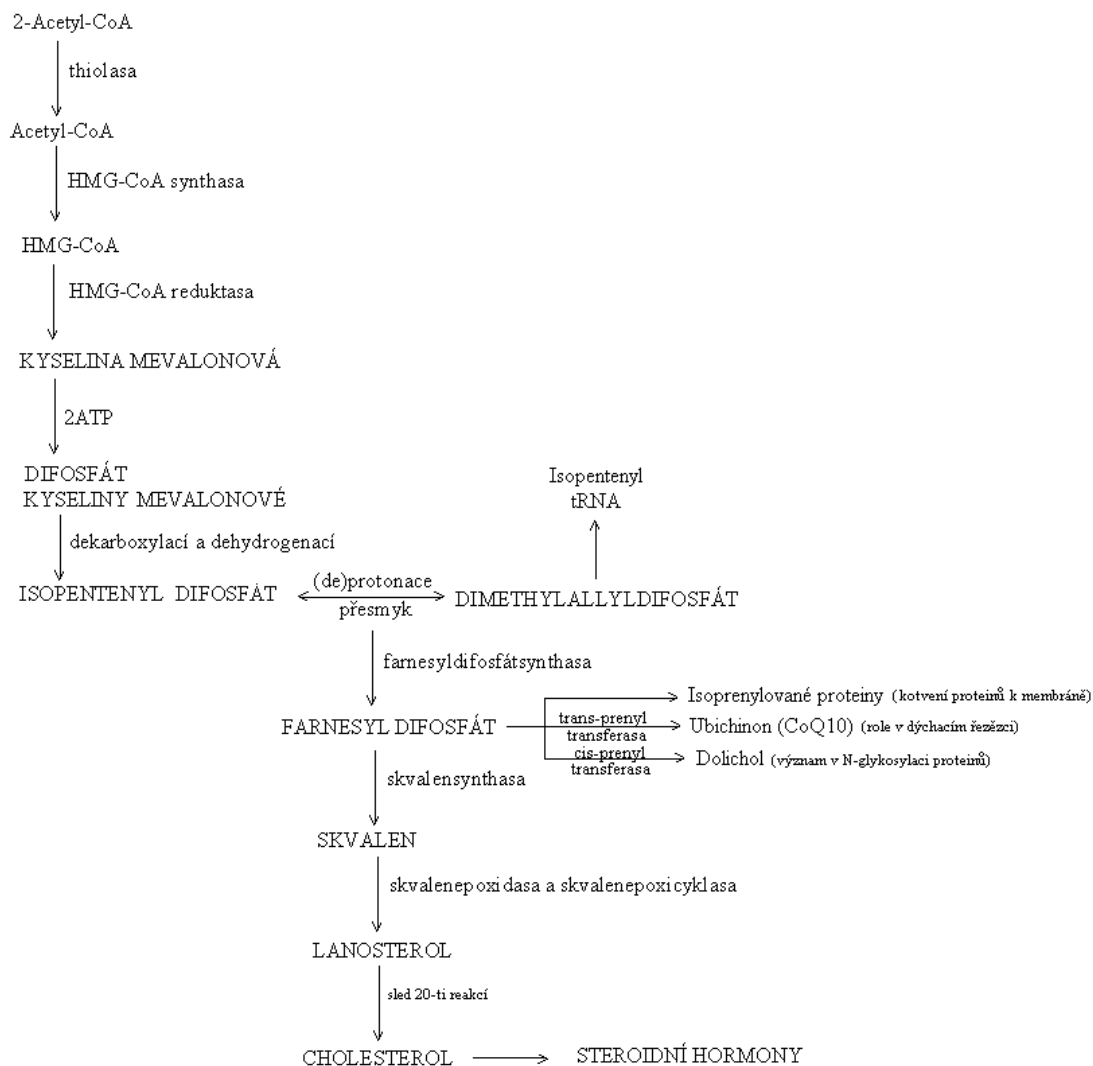 2-Acetyl-CoA
thiolasa
Acetyl-CoA
HMG-CoA synthasa
HMG-CoA
HMG-CoA reduktasa
KYSELINA MEVALONOVÁ
2ATP
DIFOSFÁT
KYSELINY MEVALONOVÉ
Isopentenyl
tRNA
dekarboxylací a dehydrogenací
ISOPENTENYL DIFOSFÁT
(de)protonace
přesmyk
DIMETHYLALLYLDIFOSFÁT
farnesyldifosfátsynthasa
FARNESYL DIFOSFÁT
trans-prenyl
transferasa
cis-prenyl
transferasa
Isoprenylované proteiny (kotvení proteinů k membráně)
Ubichinon (CoQ10) (role v dýchacím řezězci)
Dolichol (význam v N-glykosylaci proteinů)
skvalensynthasa
SKVALEN
skvalenepoxidasa a skvalenepoxicyklasa
LANOSTEROL
sled 20-ti reakcí
CHOLESTEROL
STEROIDNÍ HORMONY